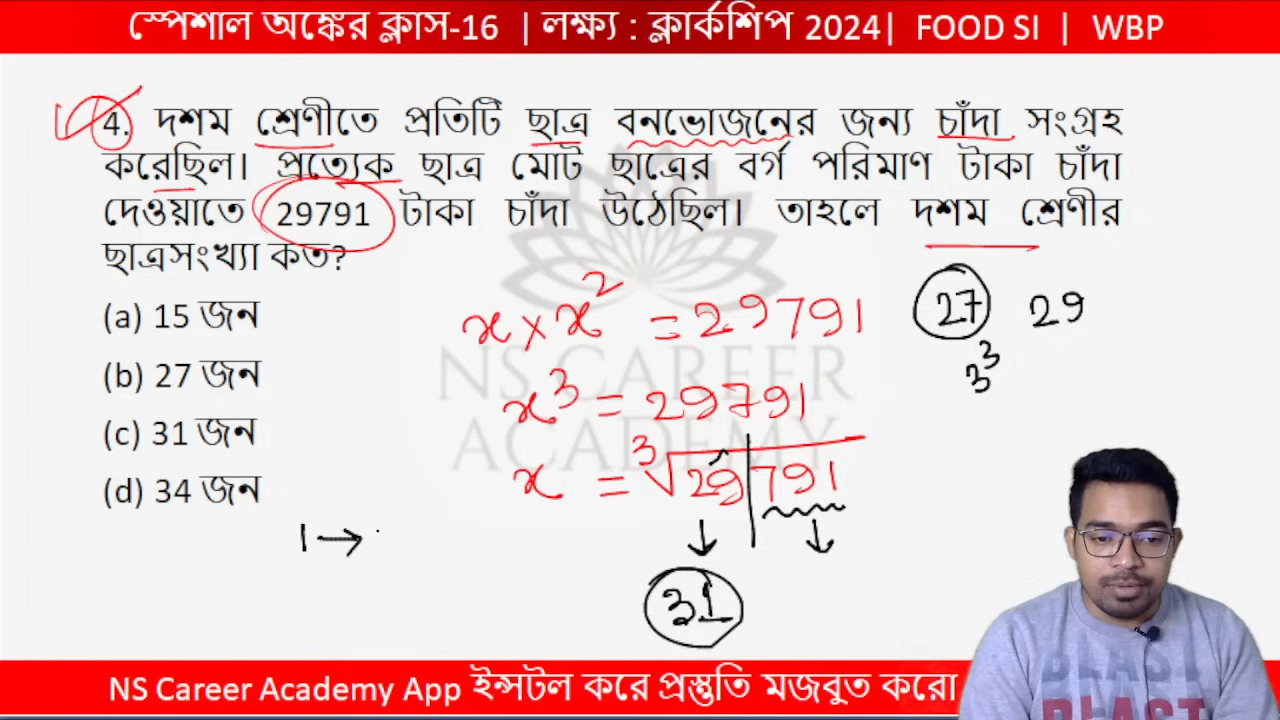 স্পেশাল অঙ্কের ক্লাস-16 | লক্ষ্য : ক্লার্কশিপ 2024| FOOD SI | WBP
4. দশম শ্রেণীতে প্রতিটি ছাত্র বনভোজনের জন্য চাঁদা সংগ্রহ
করেছিল। প্রত্যেক ছাত্র মোট ছাত্রের বর্গ পরিমাণ টাকা চাঁদা
দেওয়াতে 29791 টাকা চাঁদা উঠেছিল। তাহলে দশম শ্রেণীর
ছাত্রসংখ্যা কত?
(a) 15 জন
(b) 27 জন
(c) 31 জন
(d) 34 জন
x × x² = 29791
x³ = 29791
x = ³√29|791
31
27 29
3³
1 →
NS CAREER
ACADEMY
BLAST
BLAST
NS Career Academy App ইন্সটল করে প্রস্তুতি মজবুত করো